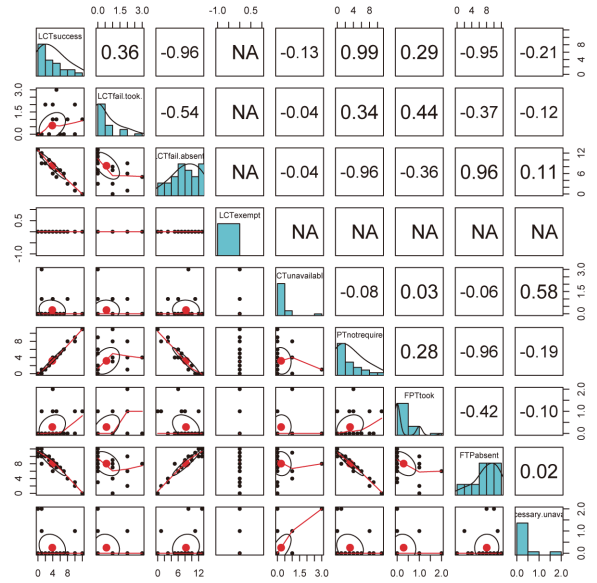 0.0 1.0 3.0
-1.0 0.0
0 4 8
0 4 8
LCTsuccess
0.36 -0.96 NA -0.13 0.99 0.29 -0.95 -0.21
0 4 8
0.0 1.5 3.0
LCTfail.took.
-0.54 NA -0.04 0.34 0.44 -0.37 -0.12
CTfail.absent
NA -0.04 -0.96 -0.36 0.96 0.11
0 6 12
-1.0 0.5
LCTexempt
NA NA NA NA NA
CTunavailabl
-0.08 0.03 -0.06 0.58
0.0 1.5 3.0
0 4 8
PTnotrequire
0.28 -0.96 -0.19
FPTtook
-0.42 -0.10
0.0 1.0 2.0
0 4 8
FTPabsent
0.02
cessary.unava
0.0 1.0 2.0
0 4 8
0 4 8 12
0.0 1.5 3.0
0.0 1.0 2.0
0.0 1.0 2.0